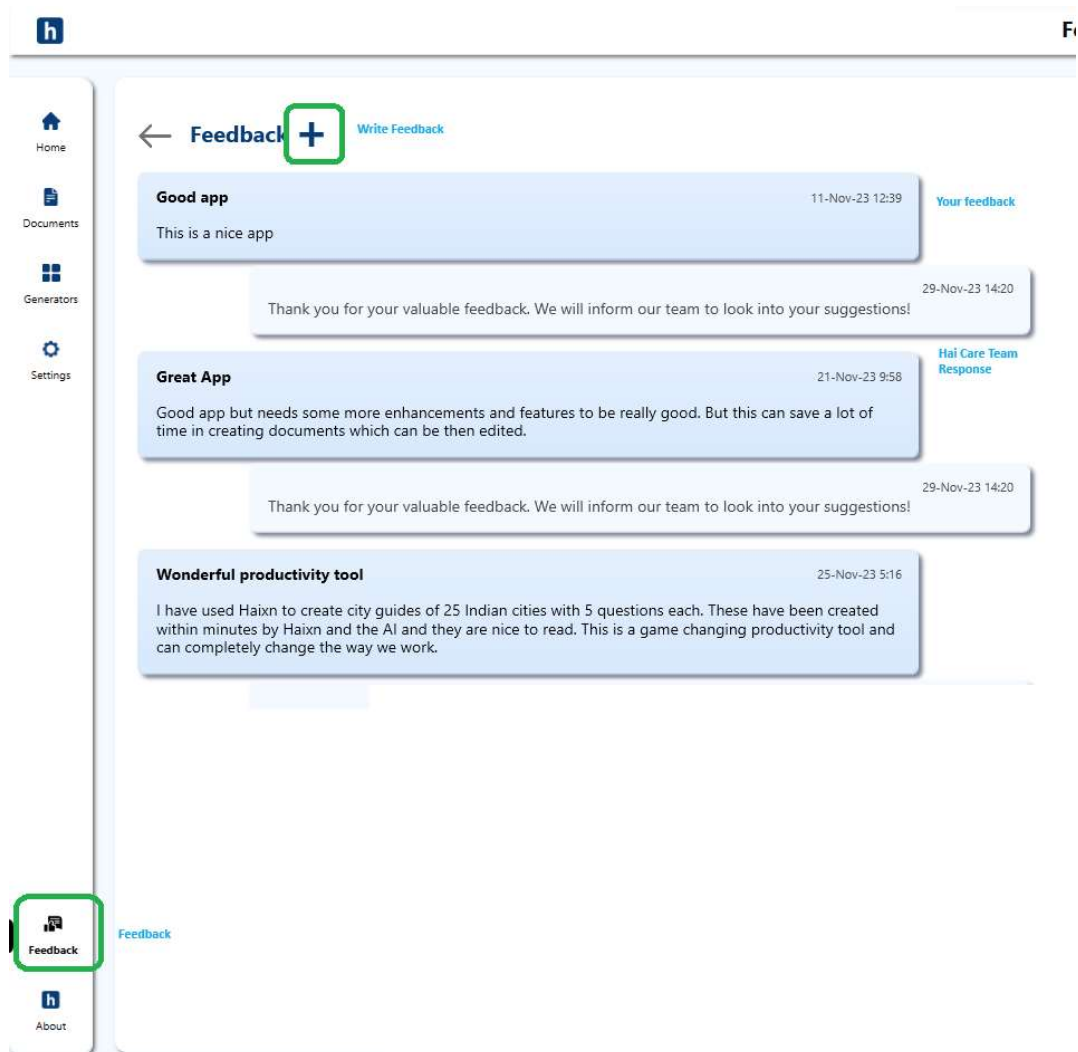 h
Home
Documents
Generators
Settings
Feedback
Write Feedback
Good app
11-Nov-23 12:39
This is a nice app
Your feedback
29-Nov-23 14:20
Thank you for your valuable feedback. We will inform our team to look into your suggestions!
Hai Care Team
Response
Great App
21-Nov-23 9:58
Good app but needs some more enhancements and features to be really good. But this can save a lot of
time in creating documents which can be then edited.
29-Nov-23 14:20
Thank you for your valuable feedback. We will inform our team to look into your suggestions!
Wonderful productivity tool
25-Nov-23 5:16
I have used Haixn to create city guides of 25 Indian cities with 5 questions each. These have been created
within minutes by Haixn and the AI and they are nice to read. This is a game changing productivity tool and
can completely change the way we work.
Feedback
Feedback
h
About